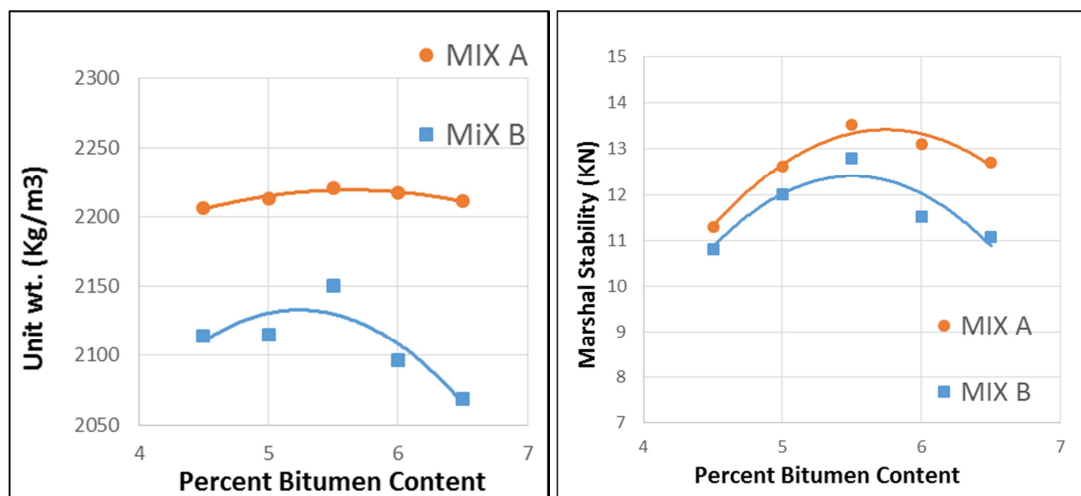 MIX A
MiX B
2300
2250
2200
2150
2100
2050
4 5 6 7
Unit wt. (Kg/m3)
Percent Bitumen Content
15
14
13
12
11
10
9
8
7
4 5 6 7
Marshal Stability (KN)
MIX A
MIX B
Percent Bitumen Content